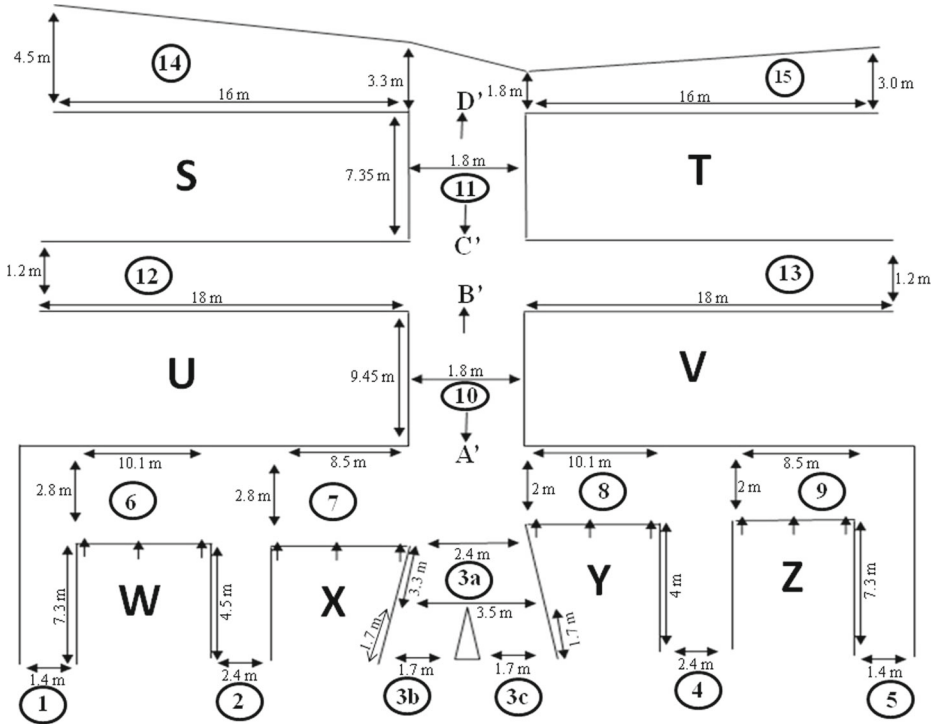 4.5 m
14
3.3 m
16 m
1.8 m
15
3.0 m
16 m
D'
S
7.35 m
1.8 m
11
T
C'
1.2 m
12
18 m
13
1.2 m
18 m
B'
U
9.45 m
1.8 m
10
V
A'
10.1 m
8.5 m
10.1 m
8.5 m
2.8 m
6
2.8 m
7
2 m
8
2 m
9
7.3 m
W
4.5 m
X
3.3 m
2.4 m
3a
3.5 m
Y
4 m
Z
7.3 m
1.7 m
1.7 m
1.4 m
2.4 m
1.7 m
1.7 m
2.4 m
1.4 m
1
2
3b
3c
4
5